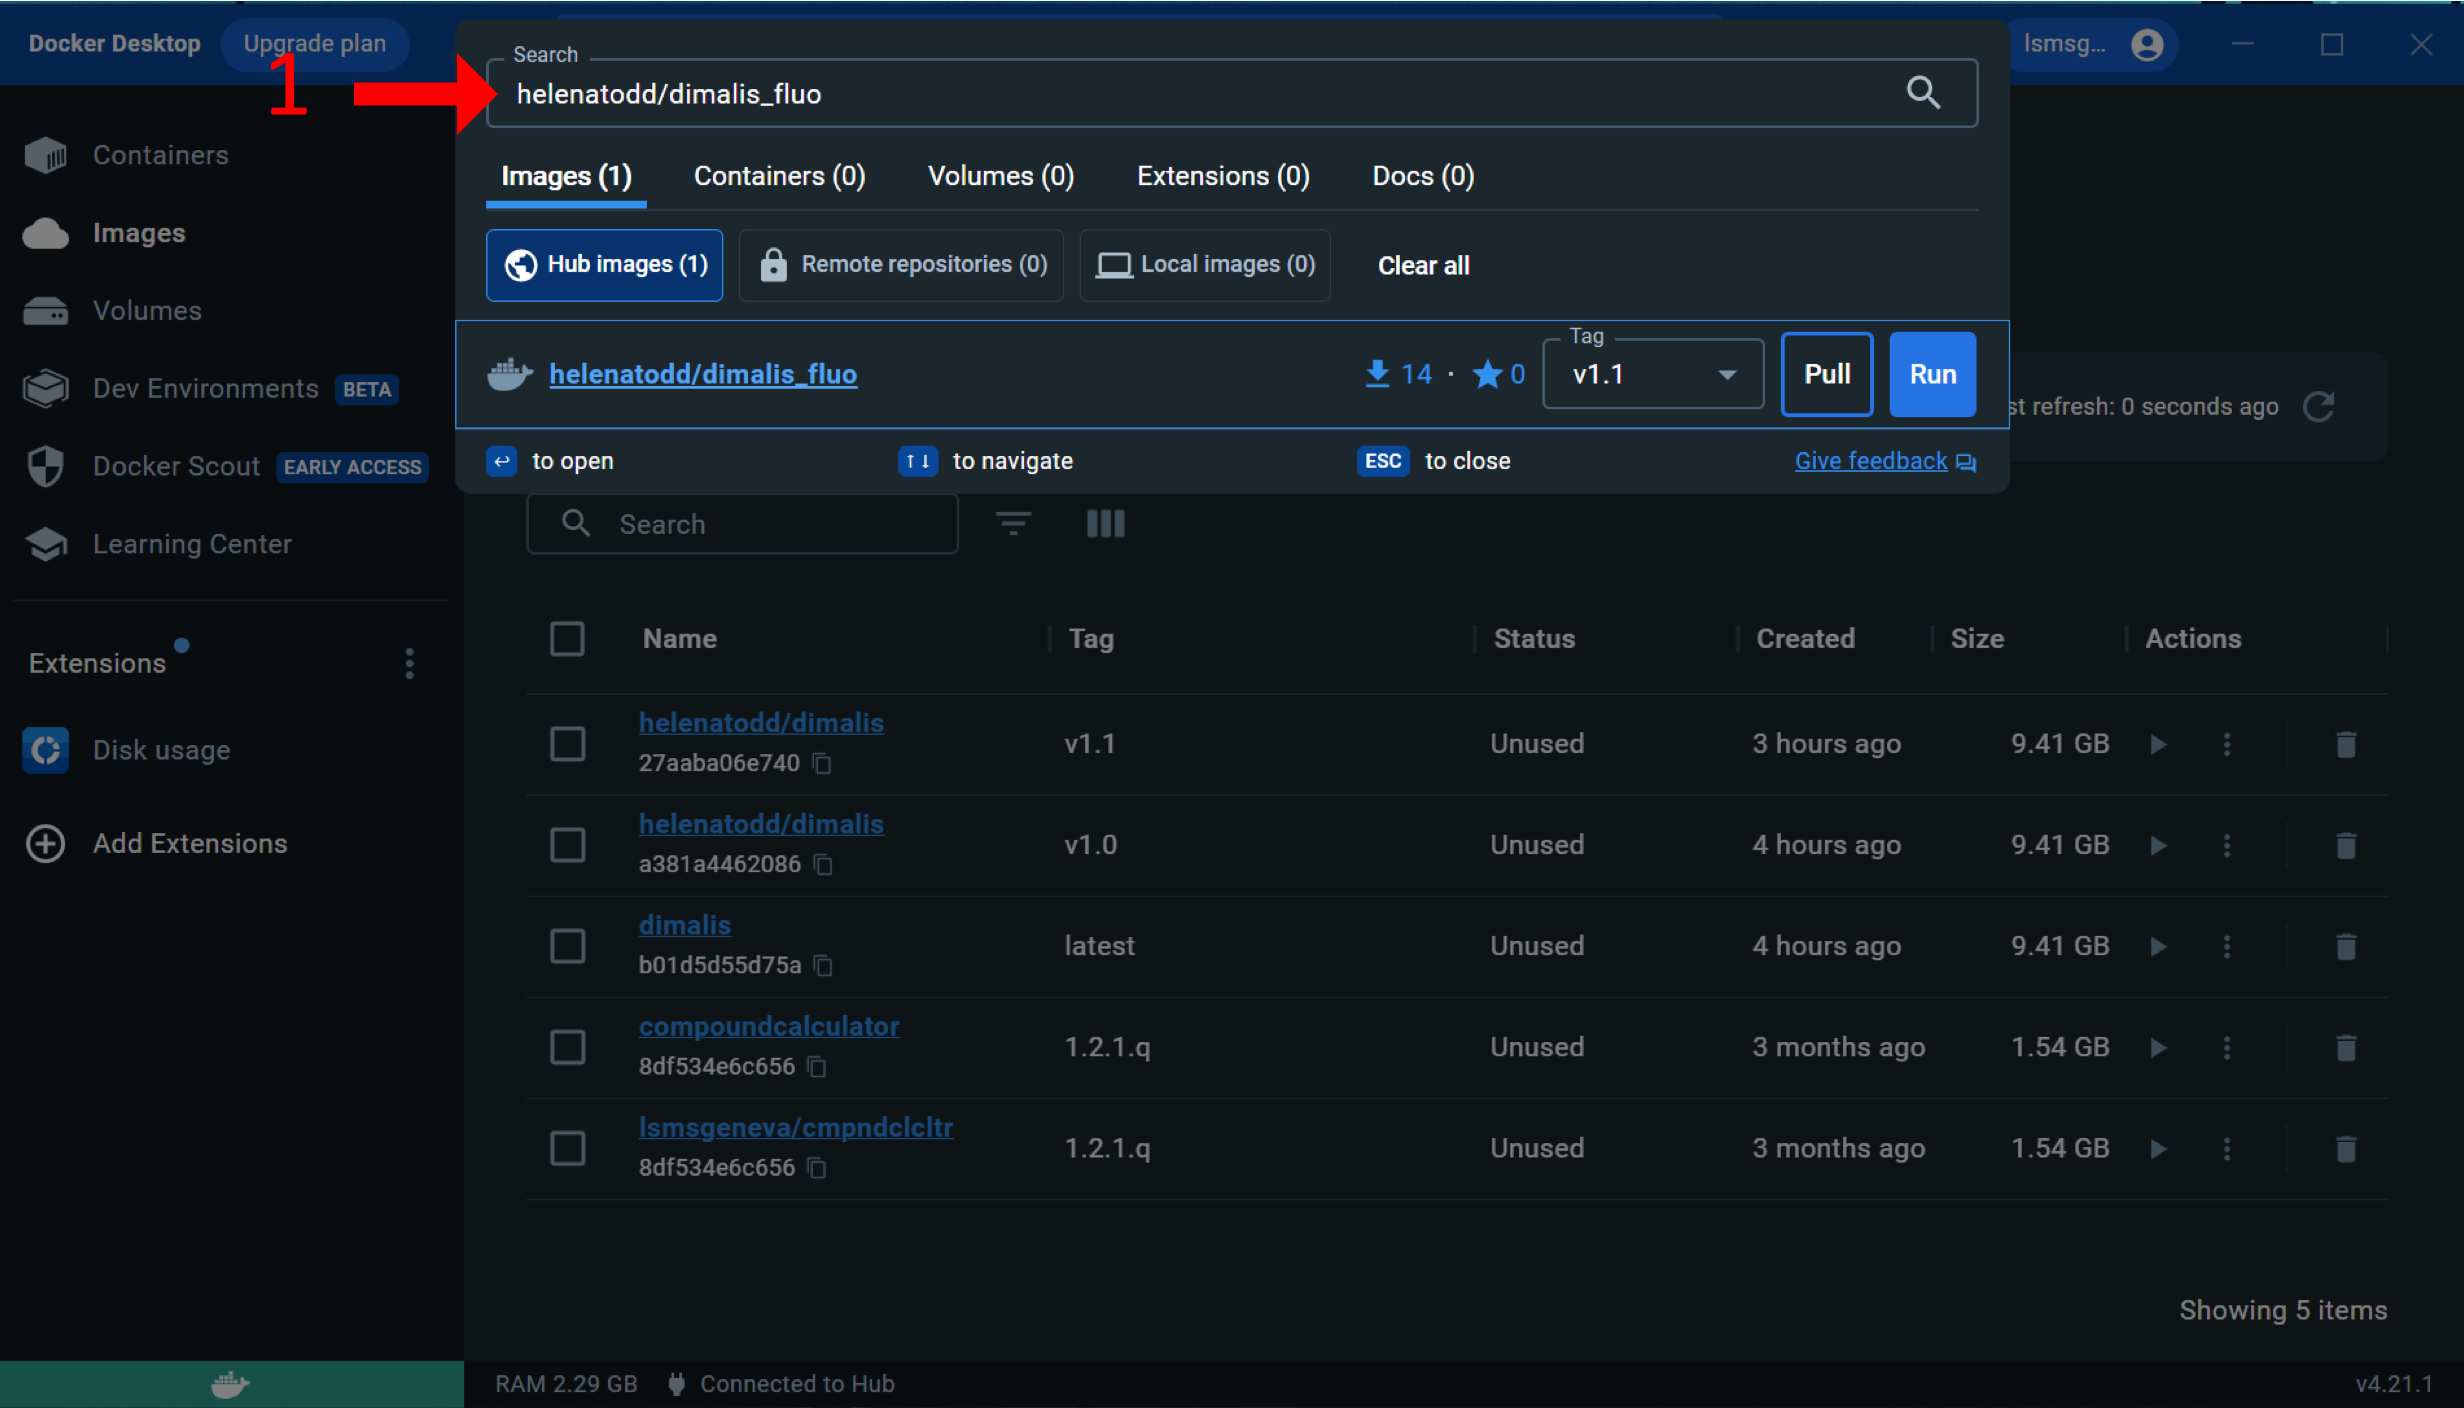 Docker Desktop
Upgrade plan
lsmsg...
1
Search
helenatodd/dimalis_fluo
Images (1)
Containers (0)
Volumes (0)
Extensions (0)
Docs (0)
Hub images (1)
Remote repositories (0)
Local images (0)
Clear all
helenatodd/dimalis_fluo
14 · 0
Tag
v1.1
Pull
Run
to open
to navigate
ESC to close
Give feedback
Containers
Images
Volumes
Dev Environments BETA
Docker Scout EARLY ACCESS
Learning Center
Extensions
Disk usage
Add Extensions
st refresh: 0 seconds ago
Search
Name Tag Status Created Size Actions
helenatodd/dimalis
27aaba06e740
v1.1 Unused 3 hours ago 9.41 GB
helenatodd/dimalis
a381a4462086
v1.0 Unused 4 hours ago 9.41 GB
dimalis
b01d5d55d75a
latest Unused 4 hours ago 9.41 GB
compoundcalculator
8df534e6c656
1.2.1.q Unused 3 months ago 1.54 GB
lsmsgeneva/cmpndclcltr
8df534e6c656
1.2.1.q Unused 3 months ago 1.54 GB
Showing 5 items
RAM 2.29 GB Connected to Hub
v4.21.1